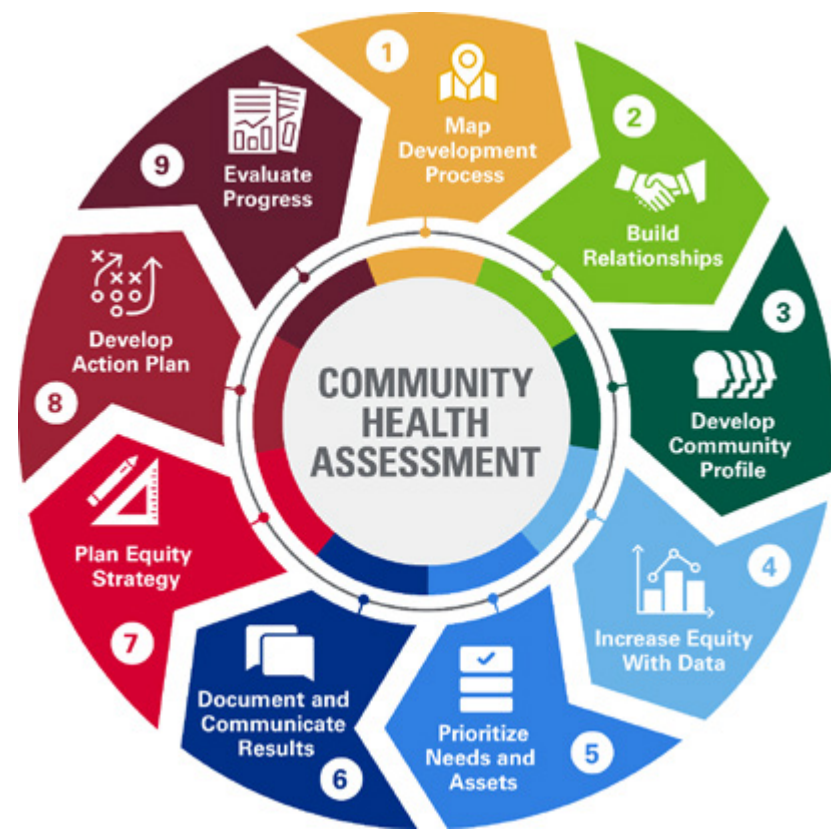 COMMUNITY
HEALTH
ASSESSMENT
1
Map
Development
Process
2
Build
Relationships
3
Develop
Community
Profile
4
Increase Equity
With Data
5
Prioritize
Needs and
Assets
6
Document and
Communicate
Results
7
Plan Equity
Strategy
8
Develop
Action Plan
9
Evaluate
Progress